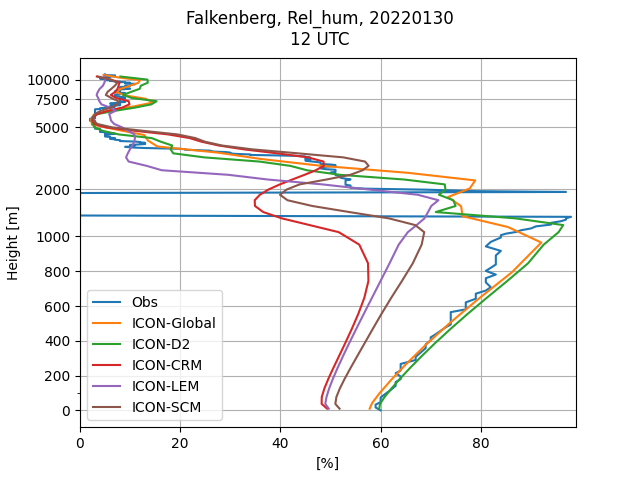 Falkenberg, Rel_hum, 20220130
12 UTC
10000
7500
5000
2000
1000
800
600
400
200
0
Height [m]
Obs
ICON-Global
ICON-D2
ICON-CRM
ICON-LEM
ICON-SCM
0 20 40 60 80
[%]